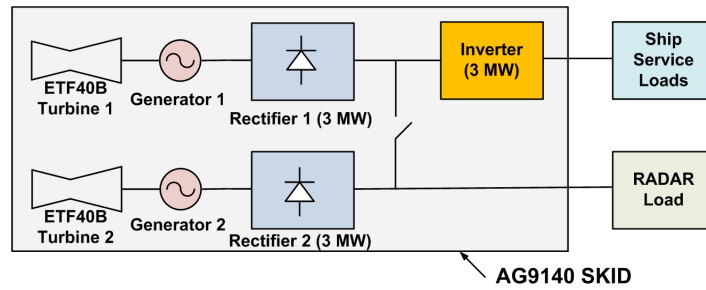 ETF40B
Turbine 1
Generator 1
Rectifier 1 (3 MW)
Inverter
(3 MW)
Ship
Service
Loads
ETF40B
Turbine 2
Generator 2
Rectifier 2 (3 MW)
RADAR
Load
AG9140 SKID